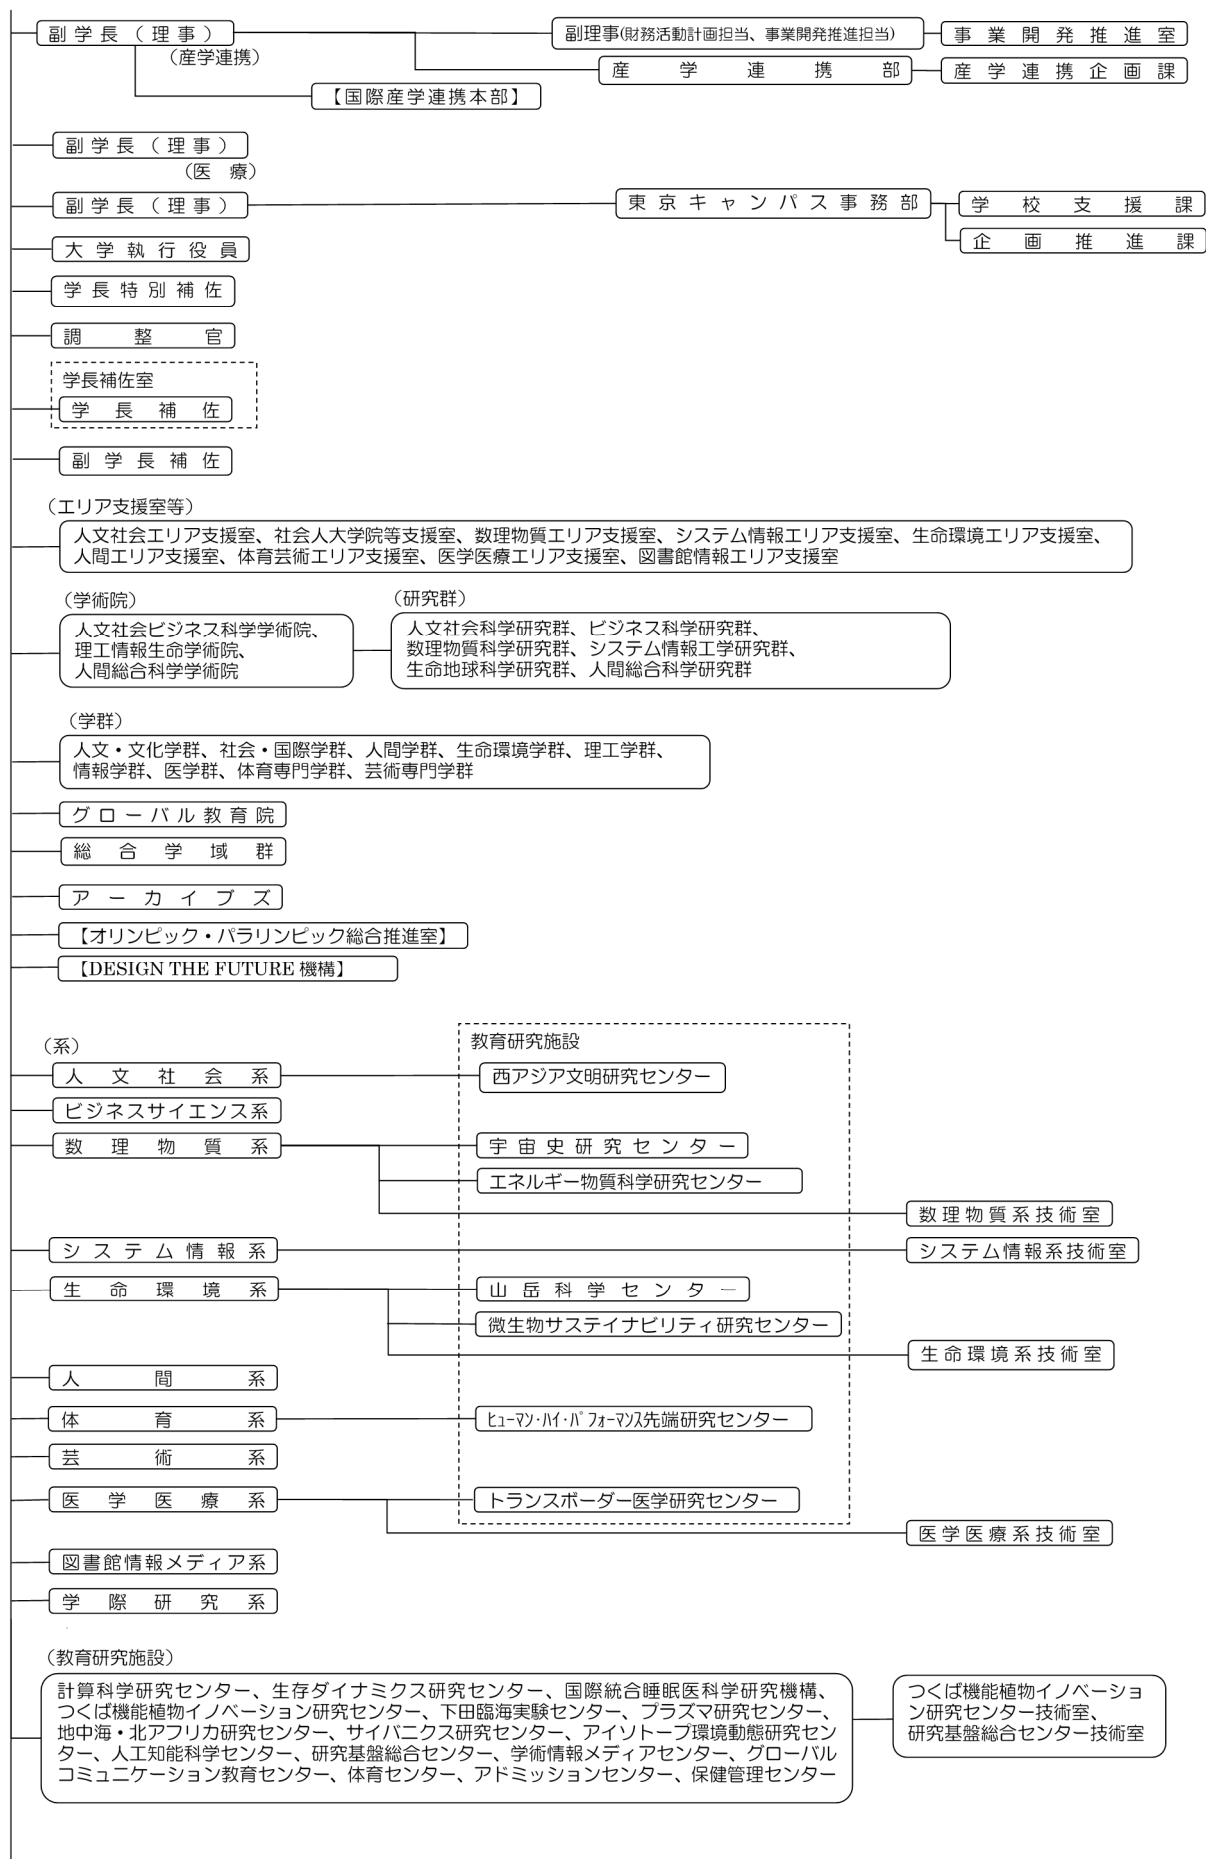 副学長（理事）
副理事(財務活動計画担当、事業開発推進担当)
事業開発推進室
（産学連携）
産学連携部
産学連携企画課
【国際産学連携本部】
副学長（理事）
（医　療）
副学長（理事）
東京キャンパス事務部
学校支援課
企画推進課
大学執行役員
学長特別補佐
調整官
学長補佐室
学長補佐
副学長補佐
（エリア支援室等）
人文社会エリア支援室、社会人大学院等支援室、数理物質エリア支援室、システム情報エリア支援室、生命環境エリア支援室、
人間エリア支援室、体育芸術エリア支援室、医学医療エリア支援室、図書館情報エリア支援室
（学術院）
人文社会ビジネス科学学術院、
理工情報生命学術院、
人間総合科学学術院
（研究群）
人文社会科学研究群、ビジネス科学研究群、
数理物質科学研究群、システム情報工学研究群、
生命地球科学研究群、人間総合科学研究群
（学群）
人文・文化学群、社会・国際学群、人間学群、生命環境学群、理工学群、
情報学群、医学群、体育専門学群、芸術専門学群
グローバル教育院
総合学域群
アーカイブズ
【オリンピック・パラリンピック総合推進室】
【DESIGN THE FUTURE 機構】
（系）
教育研究施設
人文社会系
西アジア文明研究センター
ビジネスサイエンス系
数理物質系
宇宙史研究センター
エネルギー物質科学研究センター
数理物質系技術室
システム情報系
システム情報系技術室
生命環境系
山岳科学センター
微生物サステイナビリティ研究センター
生命環境系技術室
人間系
体育系
ﾋｭｰﾏﾝ・ﾊｲ・ﾊﾟﾌｫｰﾏﾝｽ先端研究センター
芸術系
医学医療系
トランスボーダー医学研究センター
医学医療系技術室
図書館情報メディア系
学際研究系
（教育研究施設）
計算科学研究センター、生存ダイナミクス研究センター、国際統合睡眠医科学研究機構、
つくば機能植物イノベーション研究センター、下田臨海実験センター、プラズマ研究センター、
地中海・北アフリカ研究センター、サイバニクス研究センター、アイソトープ環境動態研究セン
ター、人工知能科学センター、研究基盤総合センター、学術情報メディアセンター、グローバル
コミュニケーション教育センター、体育センター、アドミッションセンター、保健管理センター
つくば機能植物イノベーショ
ン研究センター技術室、
研究基盤総合センター技術室